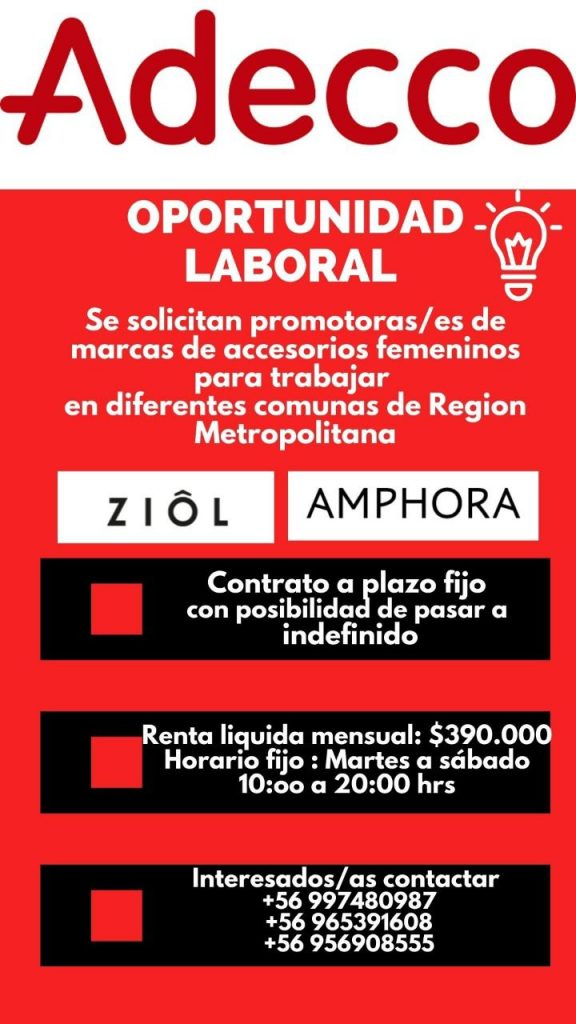 Adecco
OPORTUNIDAD
LABORAL
Se solicitan promotoras/es de
marcas de accesorios femeninos
para trabajar
en diferentes comunas de Region
Metropolitana
ZIÔL
AMPHORA
Contrato a plazo fijo
con posibilidad de pasar a
indefinido
Renta liquida mensual: $390.000
Horario fijo : Martes a sábado
10:oo a 20:00 hrs
Interesados/as contactar
+56 997480987
+56 965391608
+56 956908555